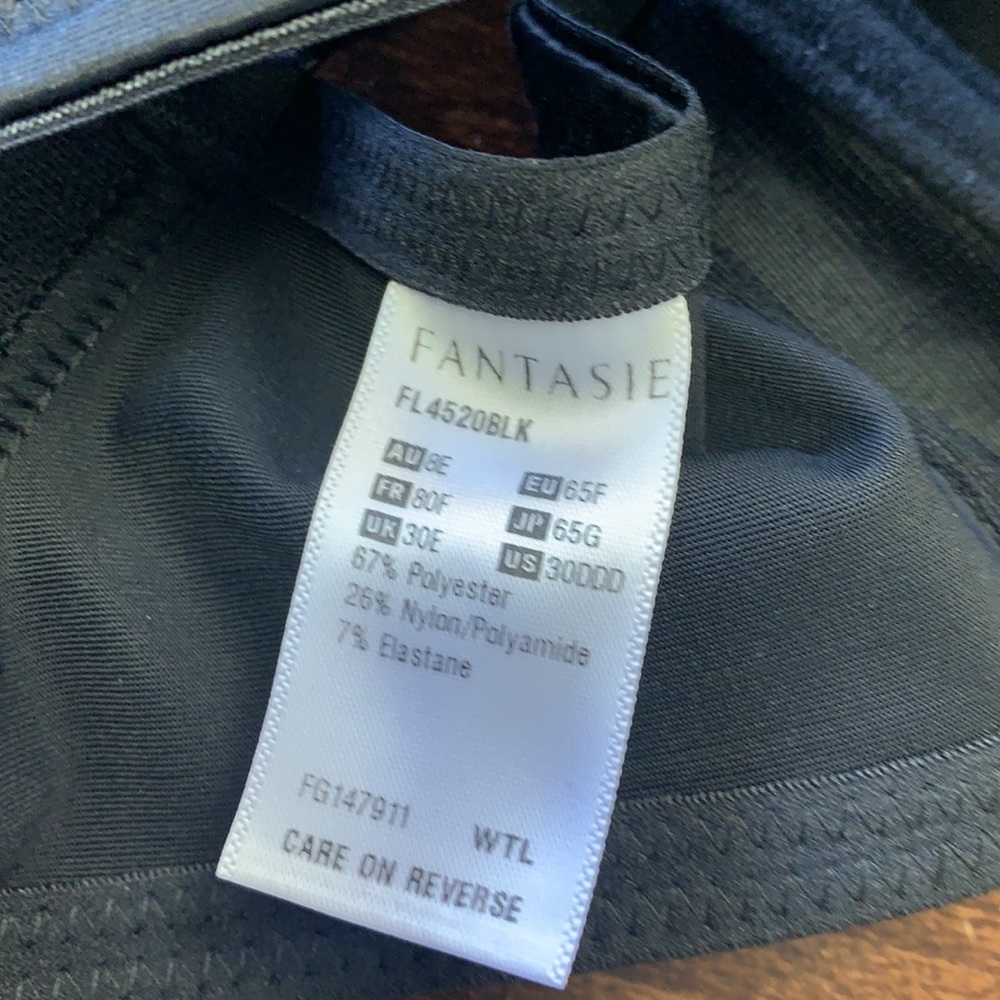 FANTASIE
FL4520BLK
AU 8E
FR 80F EU 65F
UK 30E JP 65G
US 30DDD
67% Polyester
26% Nylon/Polyamide
7% Elastane
FG147911 WTL
CARE ON REVERSE